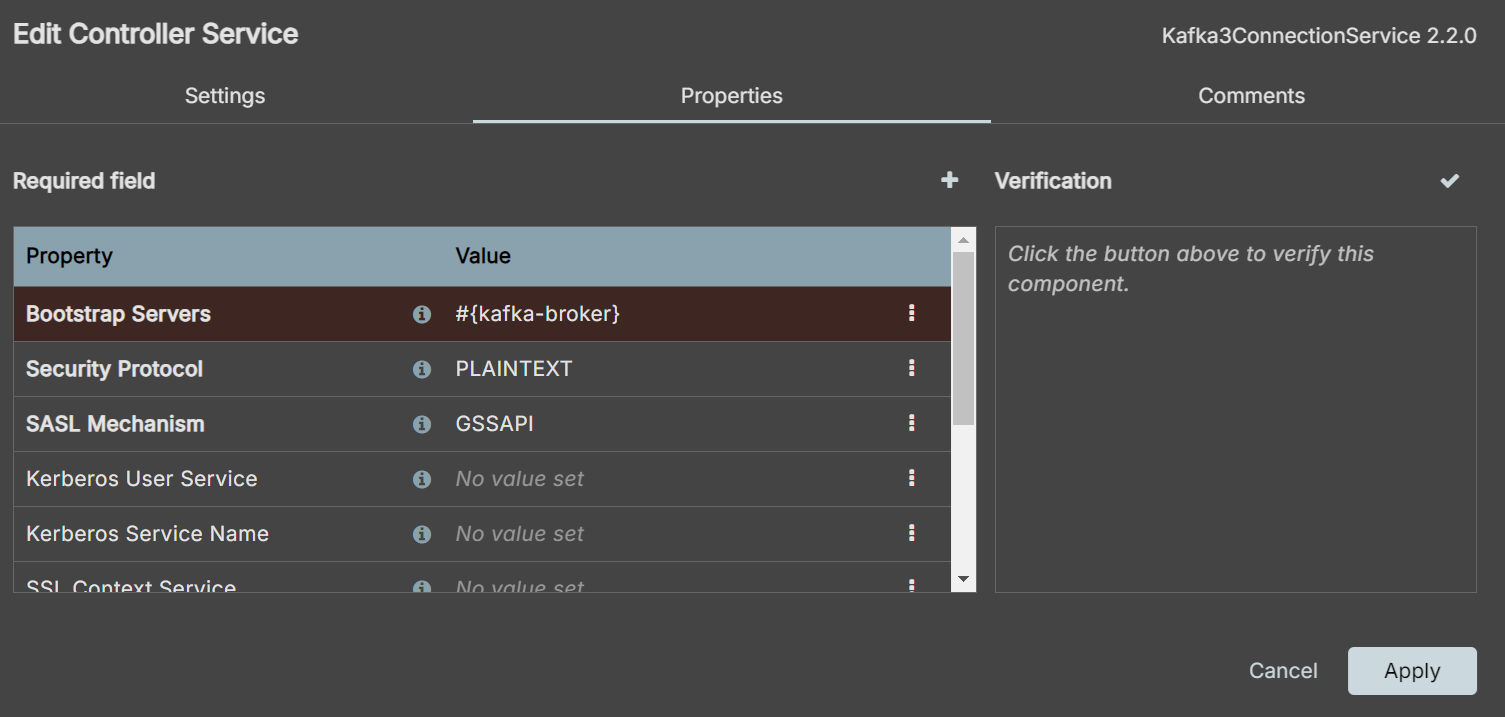 Edit Controller Service
Kafka3ConnectionService 2.2.0
Settings
Properties
Comments
Required field
Verification
Property Value
Bootstrap Servers #{kafka-broker}
Security Protocol PLAINTEXT
SASL Mechanism GSSAPI
Kerberos User Service No value set
Kerberos Service Name No value set
SSL Context Service No value set
Click the button above to verify this
component.
Cancel
Apply